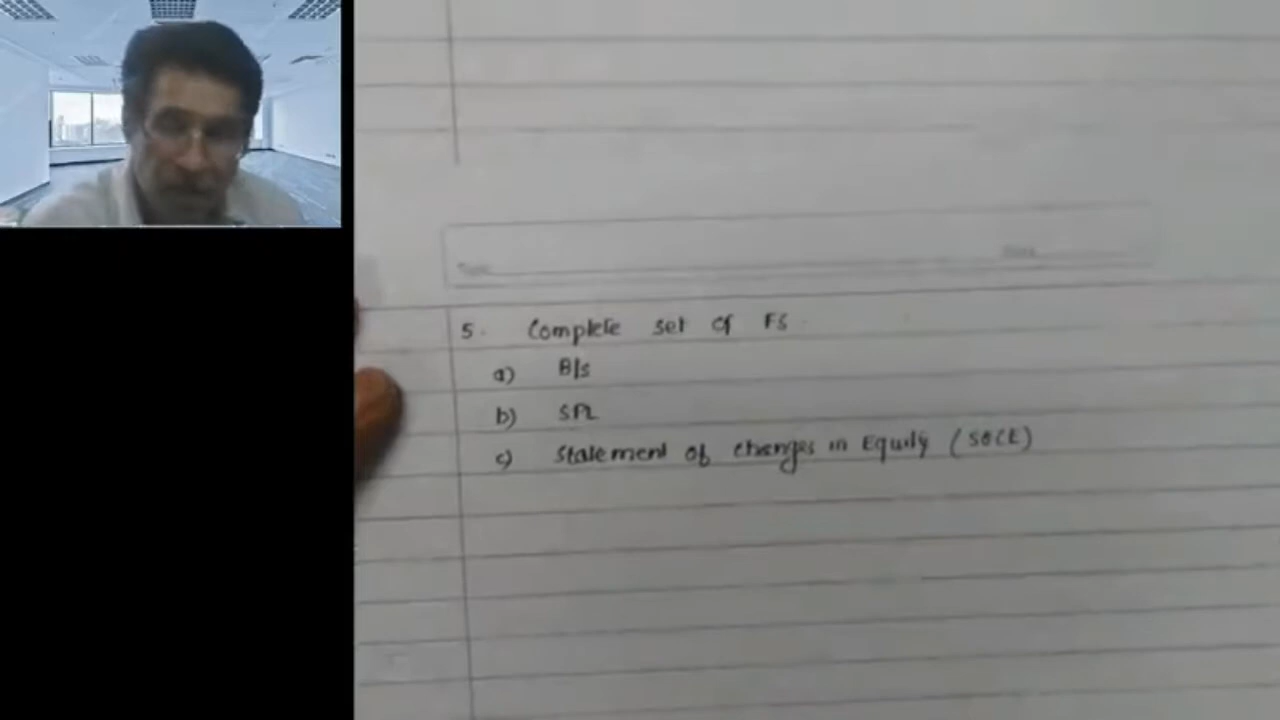 5. Complete set of FS
a) B/s
b) SPL
c) Statement of changes in Equity (SOCE)